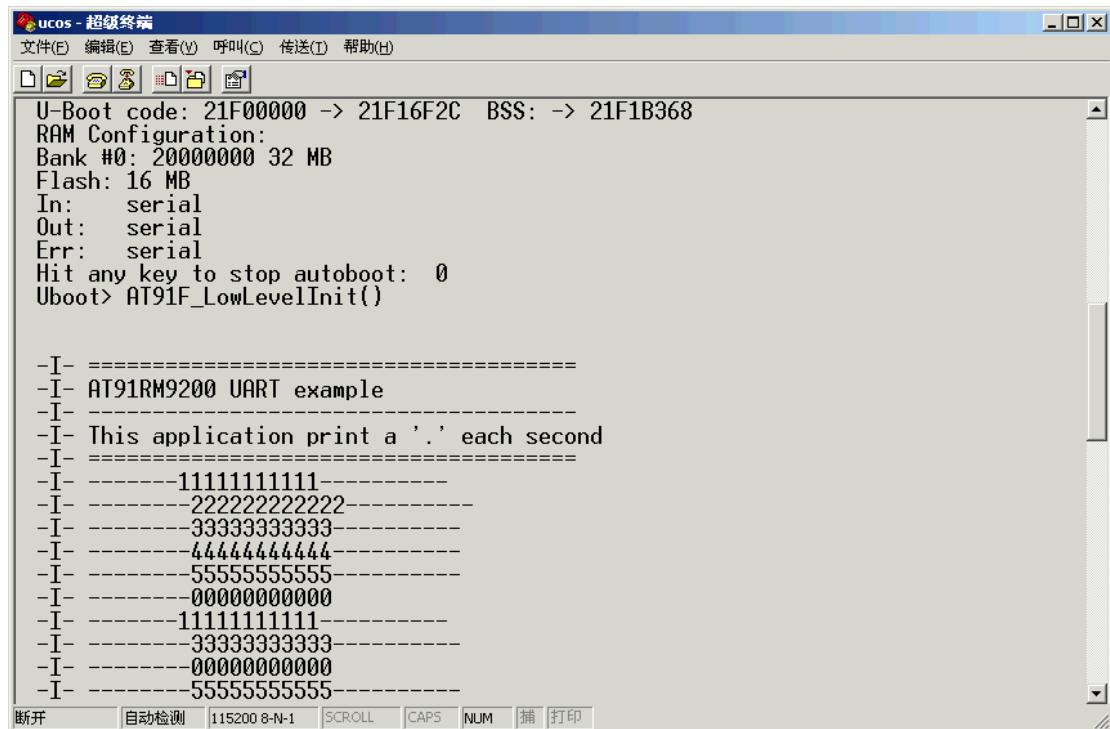 ucos - 超级终端
文件(F) 编辑(E) 查看(V) 呼叫(C) 传送(T) 帮助(H)
U-Boot code: 21F00000 -> 21F16F2C  BSS: -> 21F1B368
RAM Configuration:
Bank #0: 20000000 32 MB
Flash: 16 MB
In:    serial
Out:   serial
Err:   serial
Hit any key to stop autoboot:  0
Uboot> AT91F_LowLevelInit()
-I- ======================================
-I- AT91RM9200 UART example
-I- --------------------------------------
-I- This application print a '.' each second
-I- ======================================
-I- -------11111111111----------
-I- --------222222222222----------
-I- --------33333333333----------
-I- --------44444444444----------
-I- --------55555555555----------
-I- --------00000000000
-I- -------11111111111----------
-I- --------33333333333----------
-I- --------00000000000
-I- --------55555555555----------
断开 自动检测 115200 8-N-1 SCROLL CAPS NUM 捕 打印